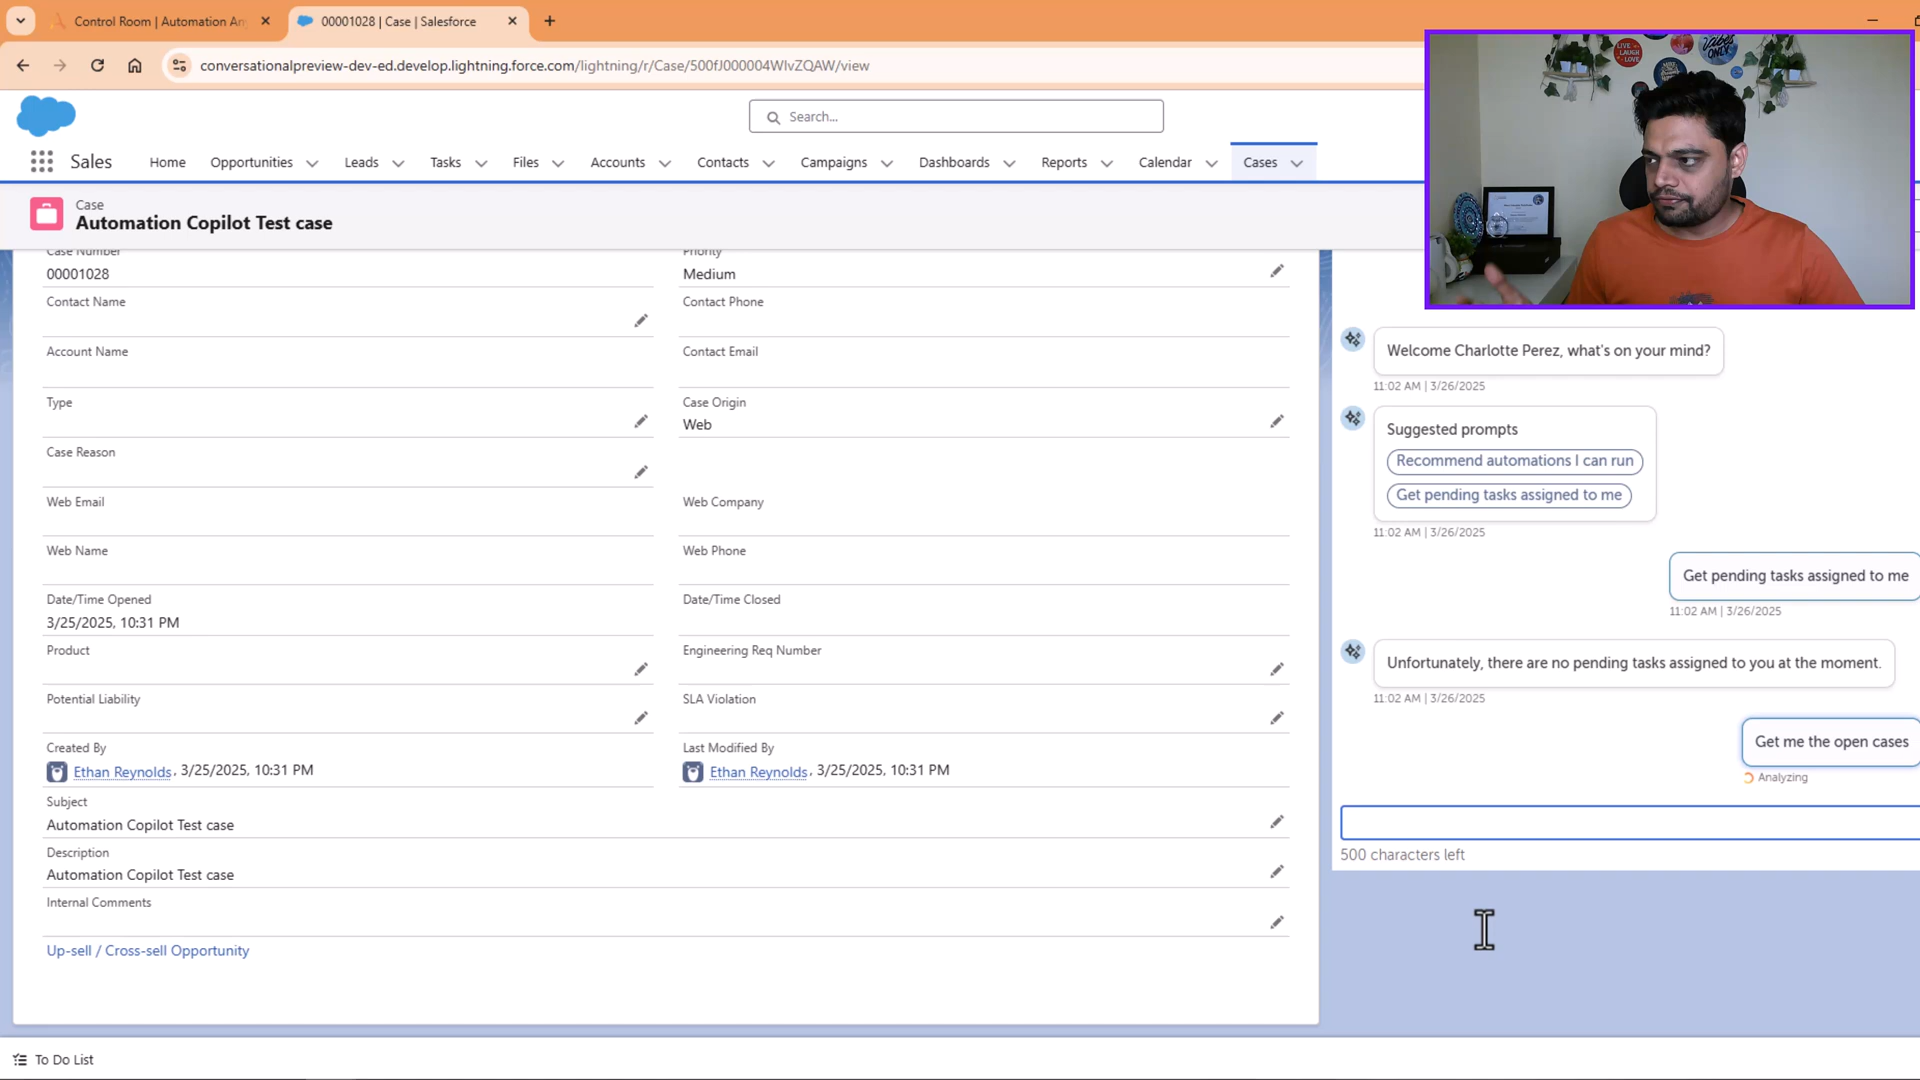 Control Room | Automation An
00001028 | Case | Salesforce
conversationalpreview-dev-ed.develop.lightning.force.com/lightning/r/Case/500fJ000004WIvZQAW/view
Search...
Sales
Home
Opportunities
Leads
Tasks
Files
Accounts
Contacts
Campaigns
Dashboards
Reports
Calendar
Cases
Case
Automation Copilot Test case
Case Number
00001028
Priority
Medium
Contact Name
Contact Phone
Account Name
Contact Email
Type
Case Origin
Web
Case Reason
Web Email
Web Company
Web Name
Web Phone
Date/Time Opened
3/25/2025, 10:31 PM
Date/Time Closed
Product
Engineering Req Number
Potential Liability
SLA Violation
Created By
Ethan Reynolds, 3/25/2025, 10:31 PM
Last Modified By
Ethan Reynolds, 3/25/2025, 10:31 PM
Subject
Automation Copilot Test case
Description
Automation Copilot Test case
Internal Comments
Up-sell / Cross-sell Opportunity
To Do List
Welcome Charlotte Perez, what's on your mind?
11:02 AM | 3/26/2025
Suggested prompts
Recommend automations I can run
Get pending tasks assigned to me
11:02 AM | 3/26/2025
Get pending tasks assigned to me
11:02 AM | 3/26/2025
Unfortunately, there are no pending tasks assigned to you at the moment.
11:02 AM | 3/26/2025
Get me the open cases
Analyzing
500 characters left
LIVE
LAUGH
LOVE
VIBES
ONLY